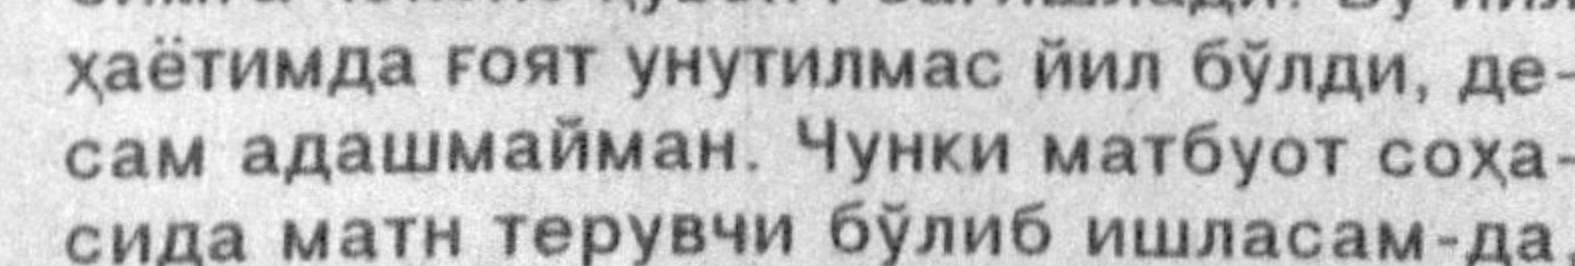 ҳаётимда ғоят унутилмас йил бўлди, де-
сам адашмайман. Чунки матбуот соҳа-
сида матн терувчи бўлиб ишласам-да,